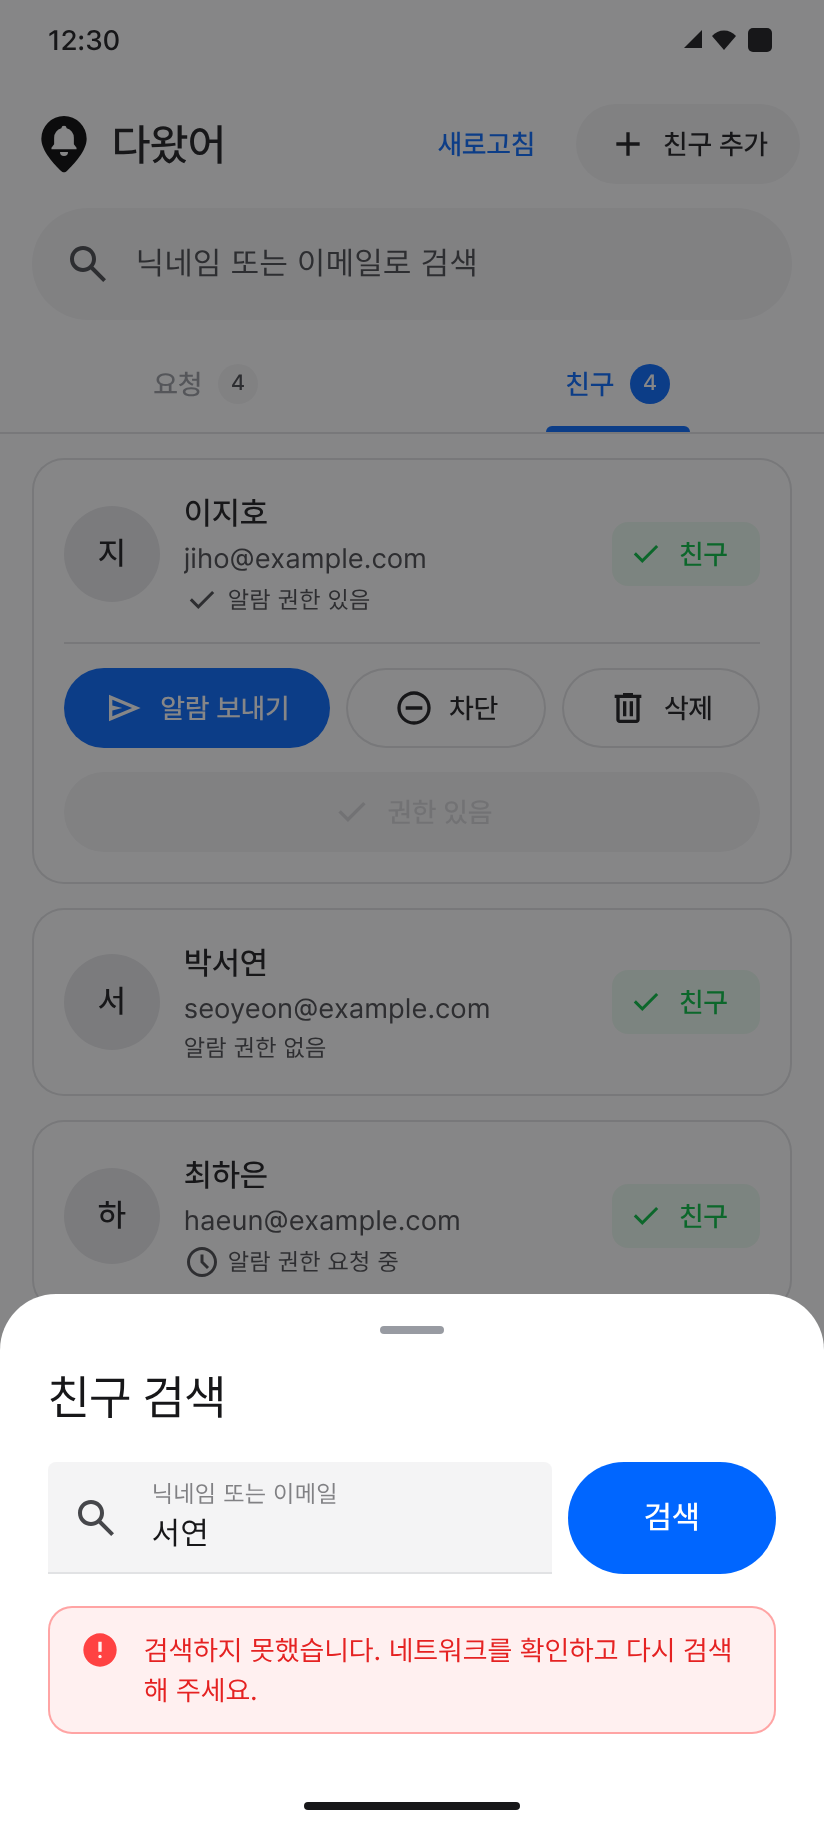 12:30
다왔어
새로고침
친구 추가
닉네임 또는 이메일로 검색
요청 4
친구 4
지
이지호
jiho@example.com
알람 권한 있음
친구
알람 보내기
차단
삭제
권한 있음
서
박서연
seoyeon@example.com
알람 권한 없음
친구
하
최하은
haeun@example.com
알람 권한 요청 중
친구
친구 검색
닉네임 또는 이메일
서연
검색
검색하지 못했습니다. 네트워크를 확인하고 다시 검색
해 주세요.